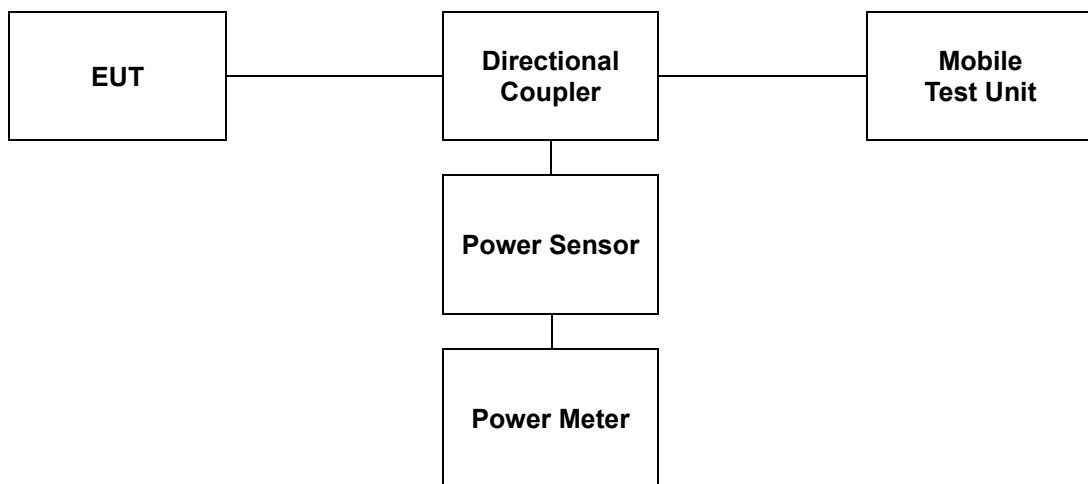 EUT
Directional
Coupler
Mobile
Test Unit
Power Sensor
Power Meter